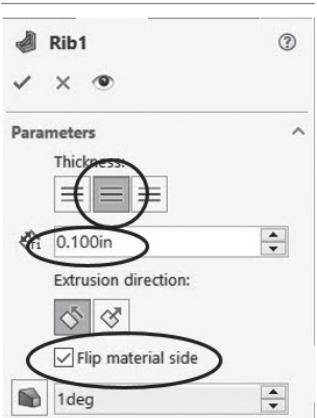 Rib1
Parameters
Thickness:
0.100in
Extrusion direction:
Flip material side
1deg